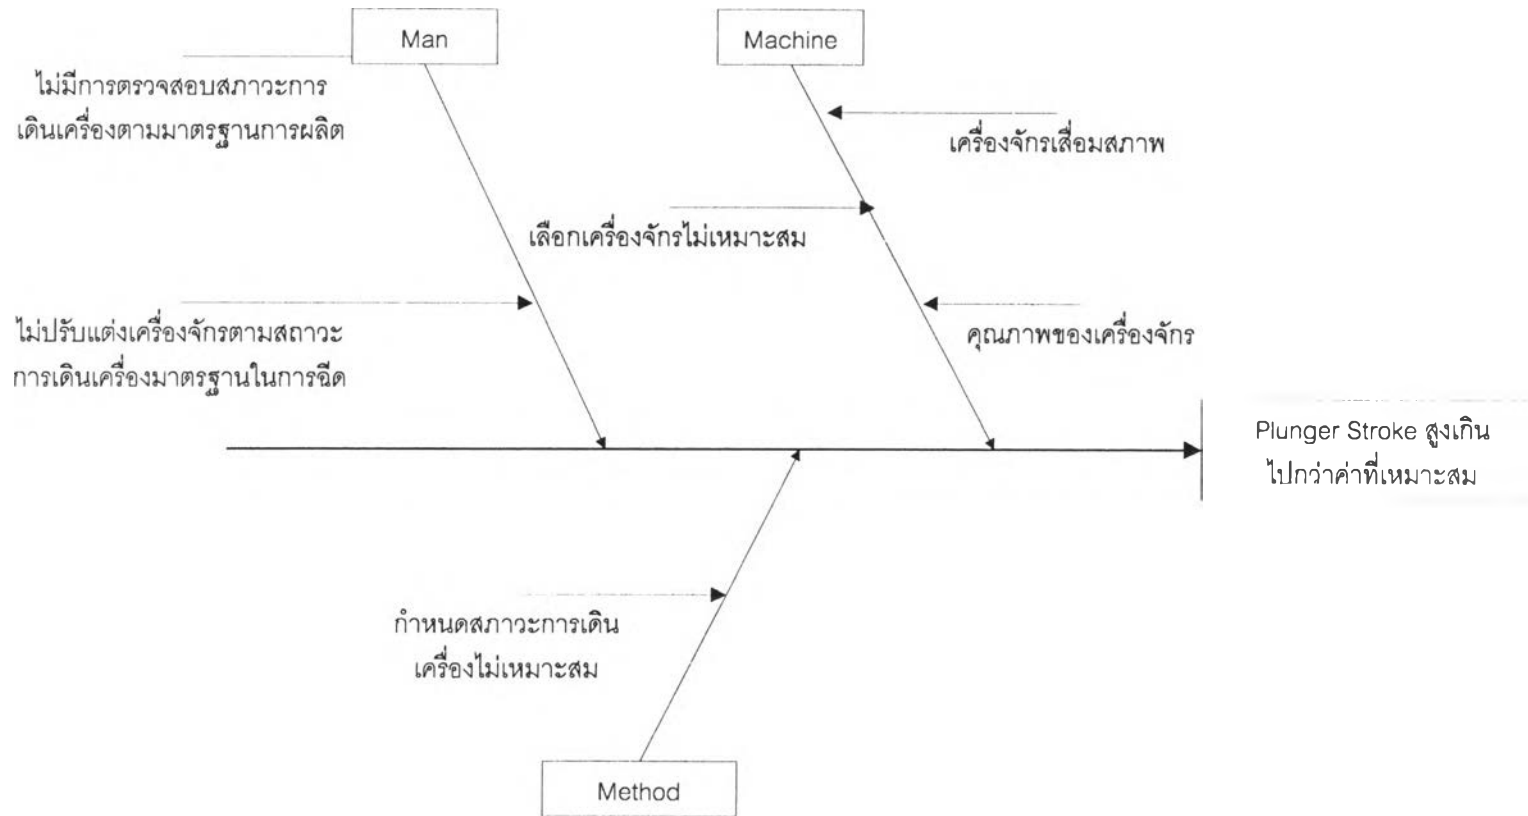 Man
Machine
ไม่มีการตรวจสอบสภาวะการ
เดินเครื่องตามมาตรฐานการผลิต
เครื่องจักรเสื่อมสภาพ
เลือกเครื่องจักรไม่เหมาะสม
ไม่ปรับแต่งเครื่องจักรตามสถาวะ
การเดินเครื่องมาตรฐานในการฉีด
คุณภาพของเครื่องจักร
Plunger Stroke สูงเกิน
ไปกว่าค่าที่เหมาะสม
กำหนดสภาวะการเดิน
เครื่องไม่เหมาะสม
Method